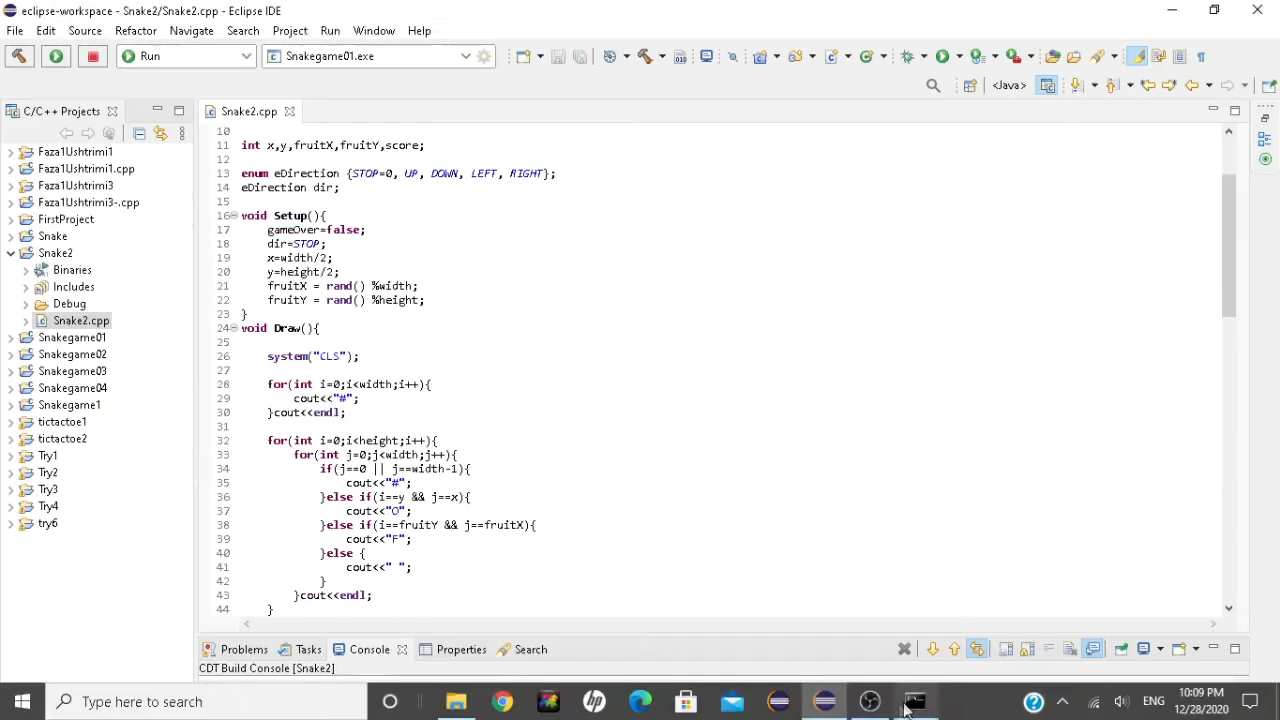 eclipse-workspace - Snake2/Snake2.cpp - Eclipse IDE
File Edit Source Refactor Navigate Search Project Run Window Help
Run Snakegame01.exe
<Java>
C/C++ Projects
Snake2.cpp
Faza1Ushtrimi1
Faza1Ushtrimi1.cpp
Faza1Ushtrimi3
Faza1Ushtrimi3-.cpp
FirstProject
Snake
Snake2
Binaries
Includes
Debug
Snake2.cpp
Snakegame01
Snakegame02
Snakegame03
Snakegame04
Snakegame1
tictactoe1
tictactoe2
Try1
Try2
Try3
Try4
try6
10
11 int x,y,fruitX,fruitY,score;
12
13 enum eDirection {STOP=0, UP, DOWN, LEFT, RIGHT};
14 eDirection dir;
15
16 void Setup(){
17 gameOver=false;
18 dir=STOP;
19 x=width/2;
20 y=height/2;
21 fruitX = rand() %width;
22 fruitY = rand() %height;
23 }
24 void Draw(){
25
26 system("CLS");
27
28 for(int i=0;i<width;i++){
29 cout<<"#";
30 }cout<<endl;
31
32 for(int i=0;i<height;i++){
33 for(int j=0;j<width;j++){
34 if(j==0 || j==width-1){
35 cout<<"#";
36 }else if(i==y && j==x){
37 cout<<"O";
38 }else if(i==fruitY && j==fruitX){
39 cout<<"F";
40 }else {
41 cout<<" ";
42 }
43 }cout<<endl;
44 }
Problems Tasks Console Properties Search
CDT Build Console [Snake2]
Type here to search
ENG
10:09 PM
12/28/2020